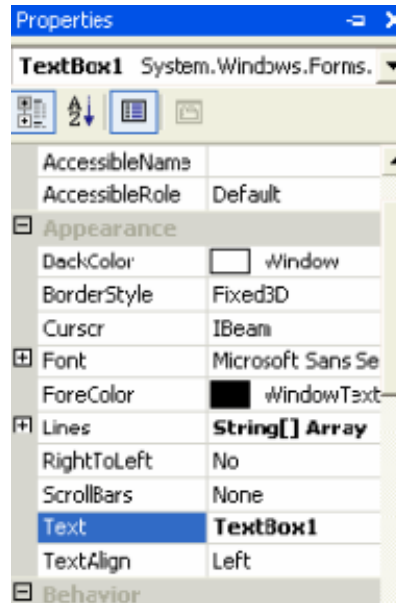 Properties
TextBox1 System.Windows.Forms.
AccessibleName
AccessibleRole Default
Appearance
BackColor Window
BorderStyle Fixed3D
Cursor IBeam
Font Microsoft Sans Se
ForeColor WindowText
Lines String[] Array
RightToLeft No
ScrollBars None
Text TextBox1
TextAlign Left
Behavior